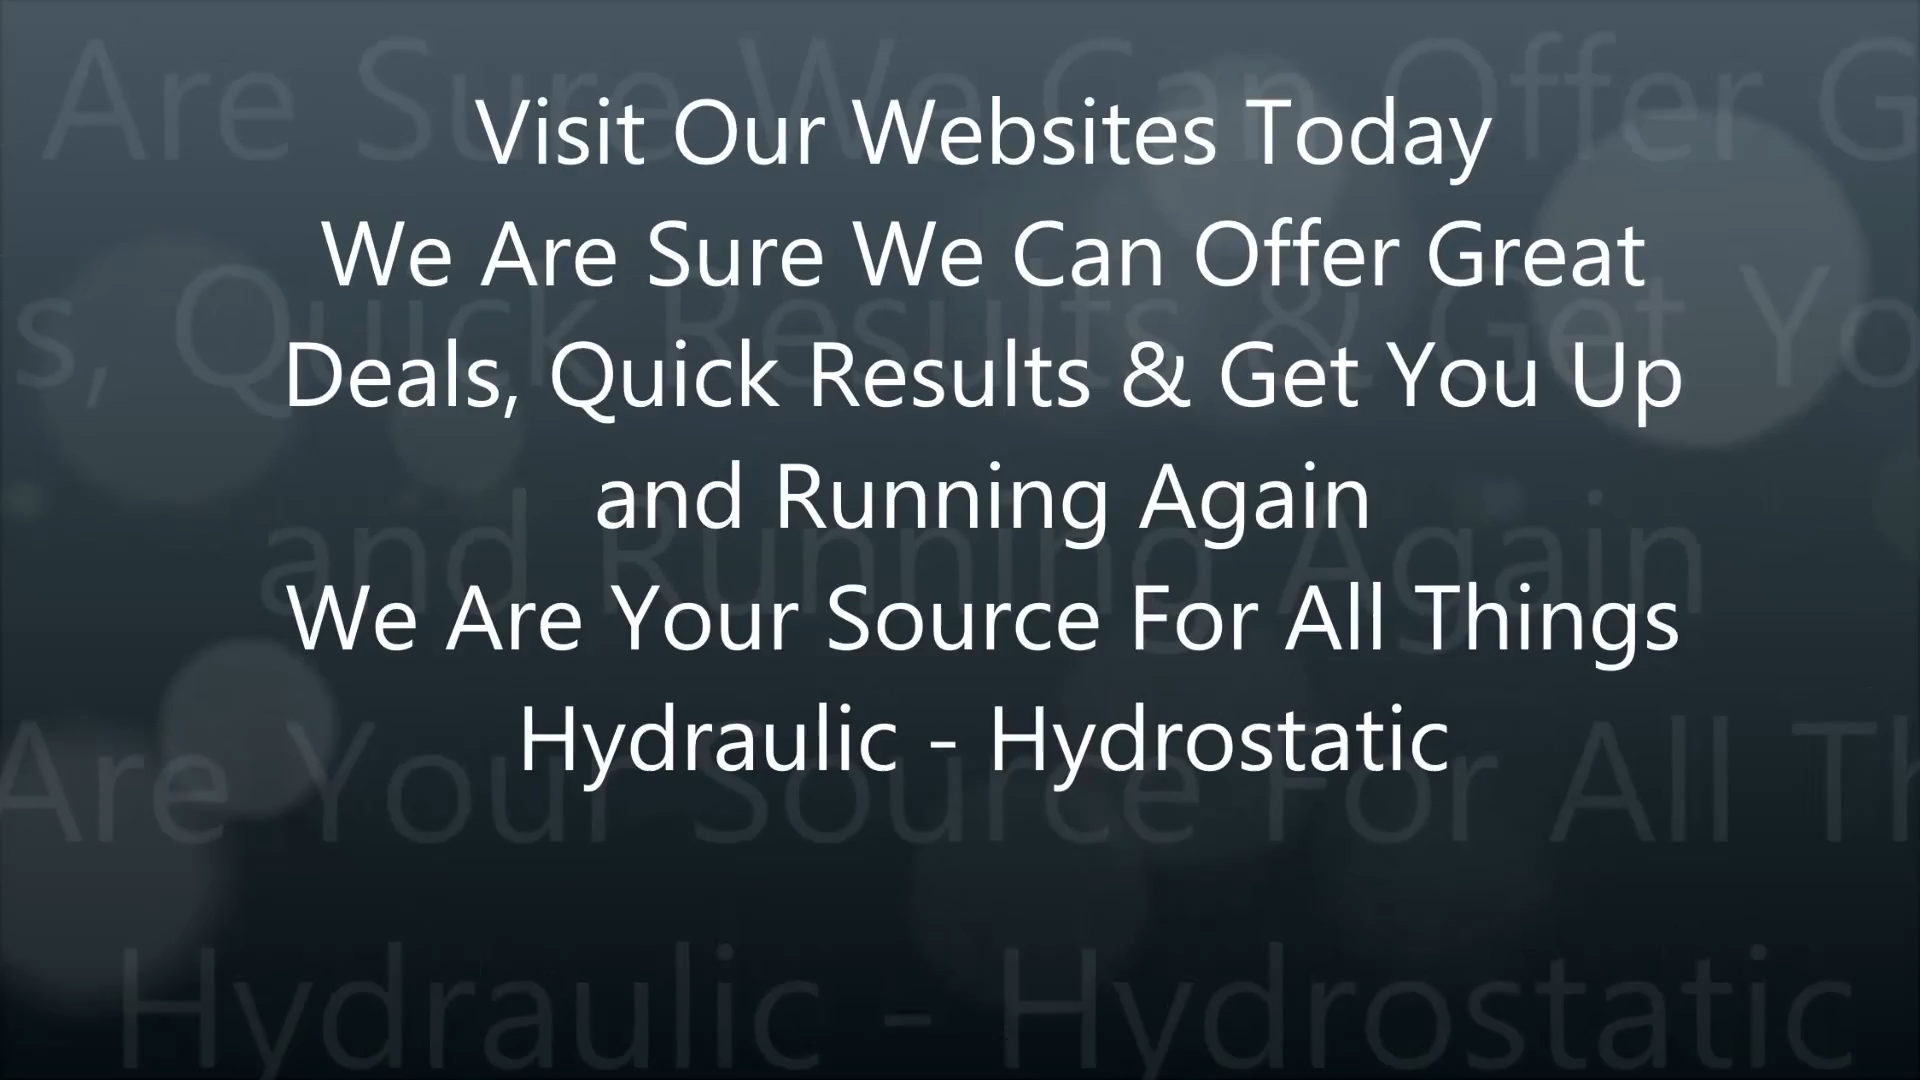 Visit Our Websites Today
We Are Sure We Can Offer Great
Deals, Quick Results & Get You Up
and Running Again
We Are Your Source For All Things
Hydraulic - Hydrostatic